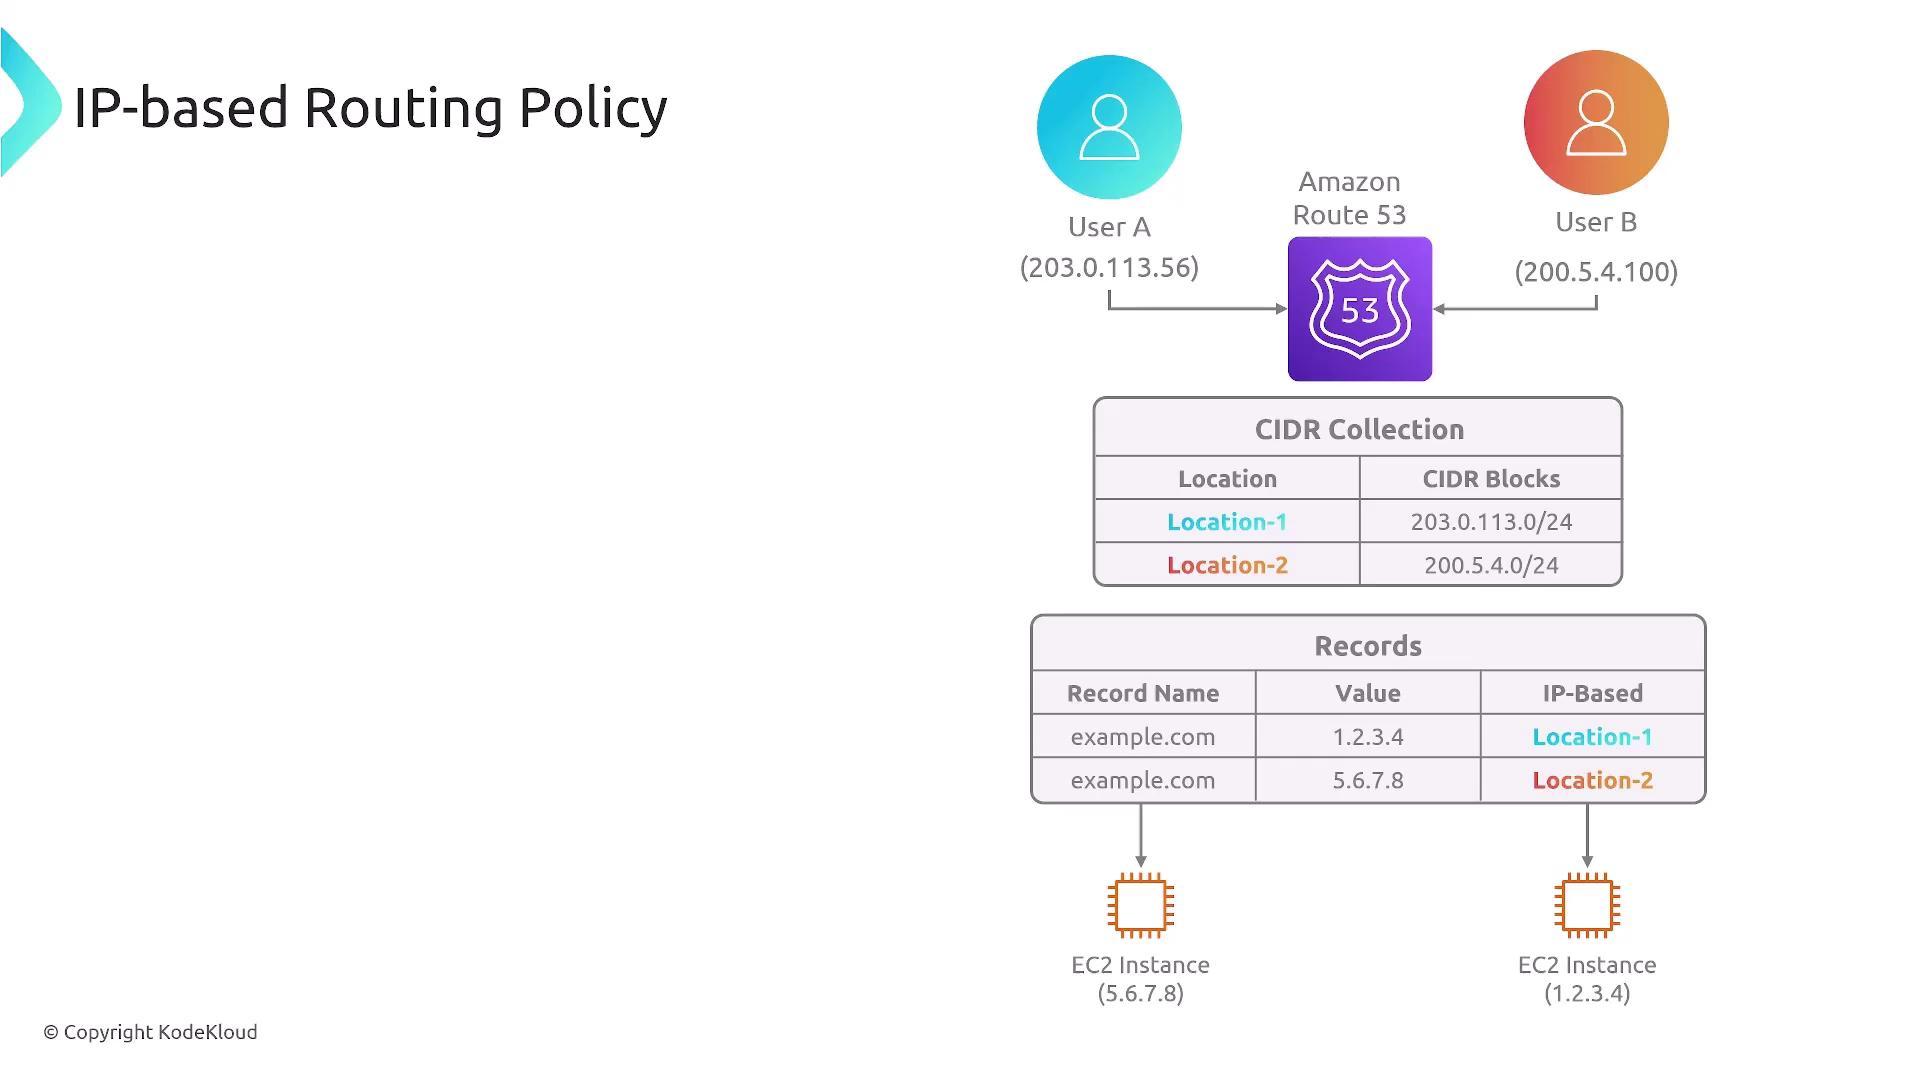 IP-based Routing Policy
User A
(203.0.113.56)
Amazon
Route 53
53
User B
(200.5.4.100)
CIDR Collection
Location CIDR Blocks
Location-1 203.0.113.0/24
Location-2 200.5.4.0/24
Records
Record Name Value IP-Based
example.com 1.2.3.4 Location-1
example.com 5.6.7.8 Location-2
EC2 Instance
(5.6.7.8)
EC2 Instance
(1.2.3.4)
© Copyright KodeKloud